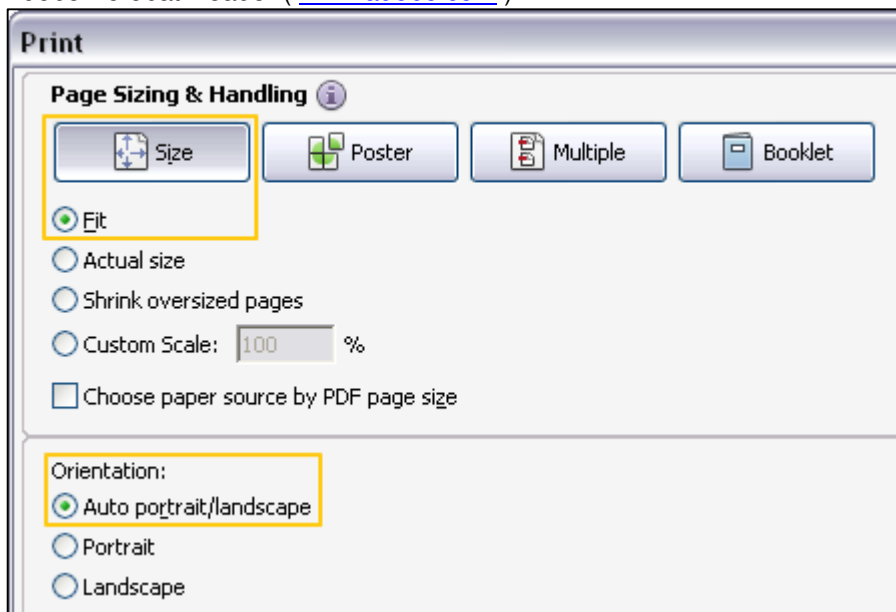 Print
Page Sizing & Handling
Size Poster Multiple Booklet
Fit
Actual size
Shrink oversized pages
Custom Scale: 100 %
Choose paper source by PDF page size
Orientation:
Auto portrait/landscape
Portrait
Landscape